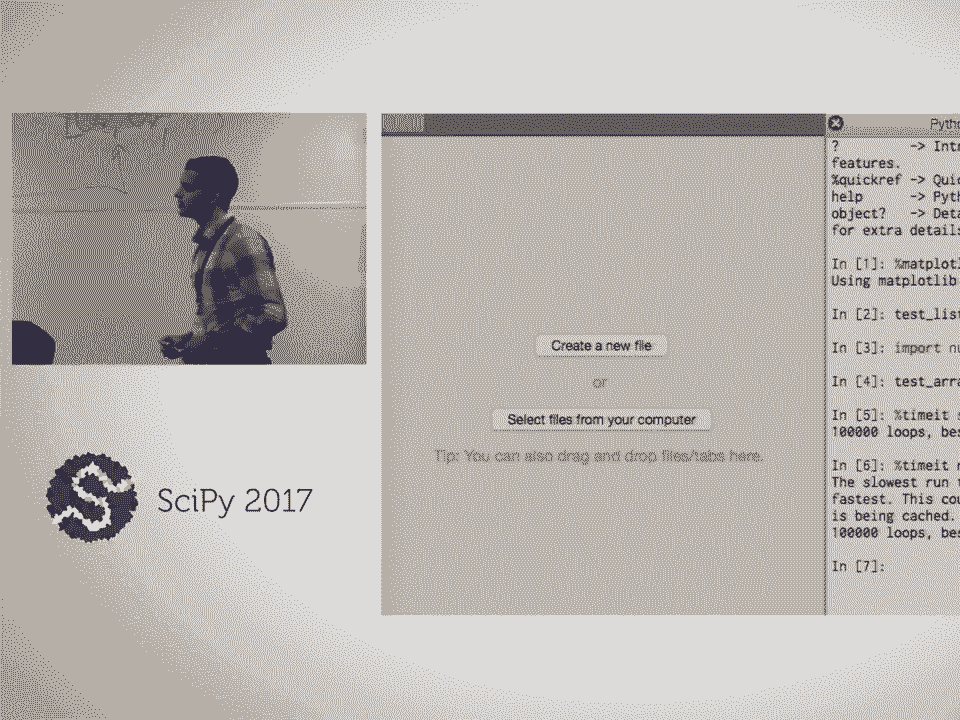 SciPy 2017
Create a new file
or
Select files from your computer
Tip: You can also drag and drop files/tabs here.
?         -> Intr
features.
%quickref -> Quic
help      -> Pyth
object?   -> Deta
for extra details
In [1]: %matplotl
Using matplotlib
In [2]: test_list
In [3]: import nu
In [4]: test_arra
In [5]: %timeit s
100000 loops, bes
In [6]: %timeit n
The slowest run t
fastest. This cou
is being cached.
100000 loops, bes
In [7]: